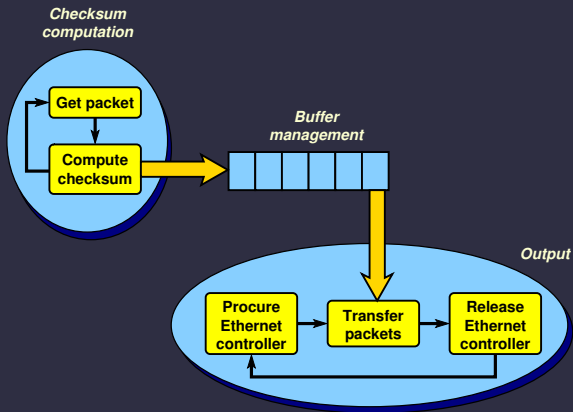 Checksum
computation
Get packet
Compute
checksum
Buffer
management
Output
Procure
Ethernet
controller
Transfer
packets
Release
Ethernet
controller